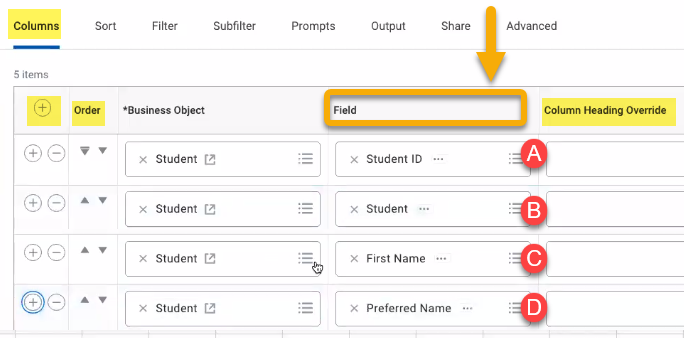 Columns Sort Filter Subfilter Prompts Output Share Advanced
5 items
Order *Business Object Field Column Heading Override
Student Student ID A
Student Student B
Student First Name C
Student Preferred Name D